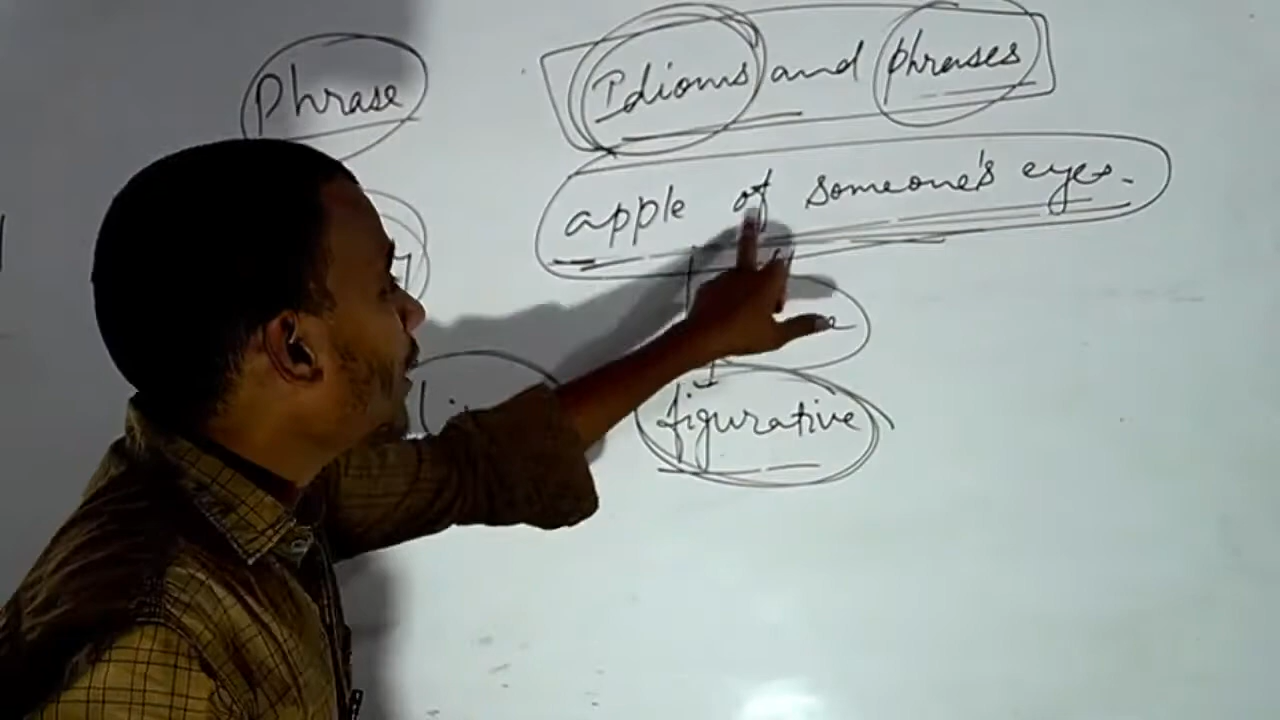 Phrase
Idioms and phrases
apple of someone's eyes.
figurative